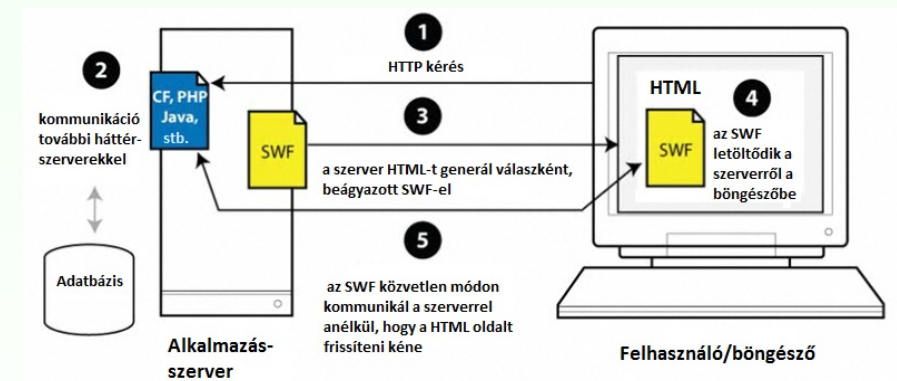 1
HTTP kérés
2
kommunikáció
további háttér-
szerverekkel
CF, PHP
Java,
stb.
SWF
3
a szerver HTML-t generál válaszként,
beágyazott SWF-el
HTML
4
SWF
az SWF
letöltődik a
szerverről a
böngészőbe
5
az SWF közvetlen módon
kommunikál a szerverrel
anélkül, hogy a HTML oldalt
frissíteni kéne
Adatbázis
Alkalmazás-
szerver
Felhasználó/böngésző